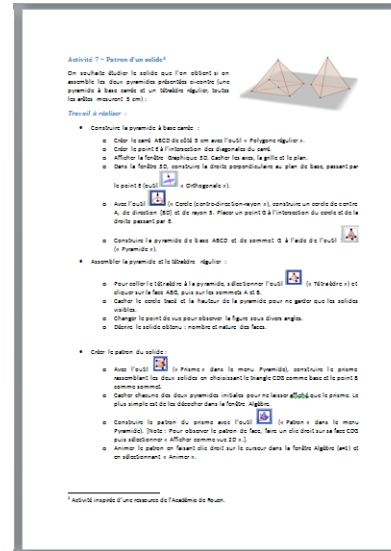 Activité 7 – Patron d'un solide³
On souhaite étudier le solide que l'on obtient si on
assemble les deux pyramides présentées ci-contre (une
pyramide à base carrée et un tétraèdre régulier, toutes
les arêtes mesurent 5 cm) :
Travail à réaliser :
• Construire la pyramide à base carrée :
o Créer le carré ABCD de côté 5 cm avec l'outil « Polygone régulier ».
o Créer le point E à l'intersection des diagonales du carré.
o Afficher la fenêtre Graphique 3D. Cacher les axes, la grille et le plan.
o Dans la fenêtre 3D, construire la droite perpendiculaire au plan de base, passant par
le point E (outil « Orthogonale »).
o Avec l'outil (« Cercle (centre-direction-rayon) »), construire un cercle de centre
A, de direction (BD) et de rayon 5. Placer un point G à l'intersection du cercle et de la
droite passant par E.
o Construire la pyramide de base ABCD et de sommet G à l'aide de l'outil
(« Pyramide »).
• Assembler la pyramide et le tétraèdre régulier :
o Pour coller le tétraèdre à la pyramide, sélectionner l'outil (« Tétraèdre ») et
cliquer sur la face ABG, puis sur les sommets A et B.
o Cacher le cercle tracé et la hauteur de la pyramide pour ne garder que les solides
visibles.
o Changer le point de vue pour observer la figure sous divers angles.
o Décrire le solide obtenu : nombre et nature des faces.
• Créer le patron du solide :
o Avec l'outil (« Prisme » dans le menu Pyramide), construire le prisme
rassemblant les deux solides en choisissant le triangle CDG comme base et le point B
comme sommet.
o Cacher chacune des deux pyramides initiales pour ne laisser affiché que le prisme. Le
plus simple est de les décocher dans la fenêtre Algèbre.
o Construire le patron du prisme avec l'outil (« Patron » dans le menu
Pyramide). [Note : Pour observer le patron de face, faire un clic droit sur sa face CDG
puis sélectionner « Afficher comme vue 2D ».]
o Animer le patron en faisant clic droit sur le curseur dans la fenêtre Algèbre et
en sélectionnant « Animer ».
Activité inspirée d'une ressource de l'Académie de Rouen.